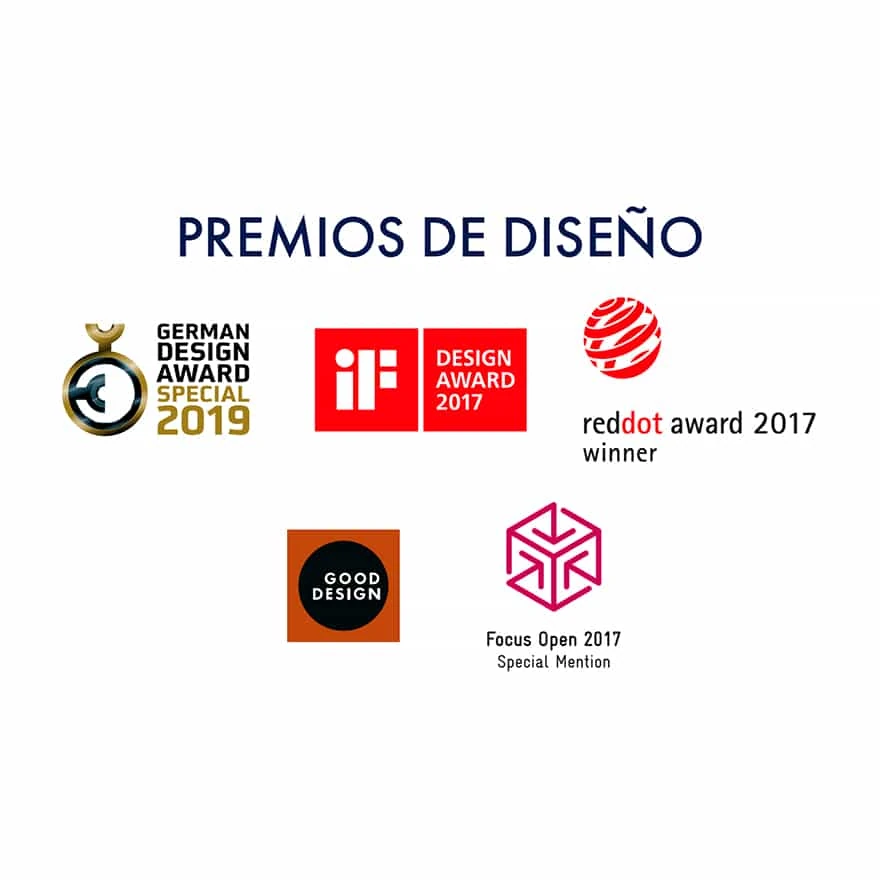 PREMIOS DE DISEÑO
GERMAN
DESIGN
AWARD
SPECIAL
2019
iF
DESIGN
AWARD
2017
reddot award 2017
winner
GOOD
DESIGN
Focus Open 2017
Special Mention